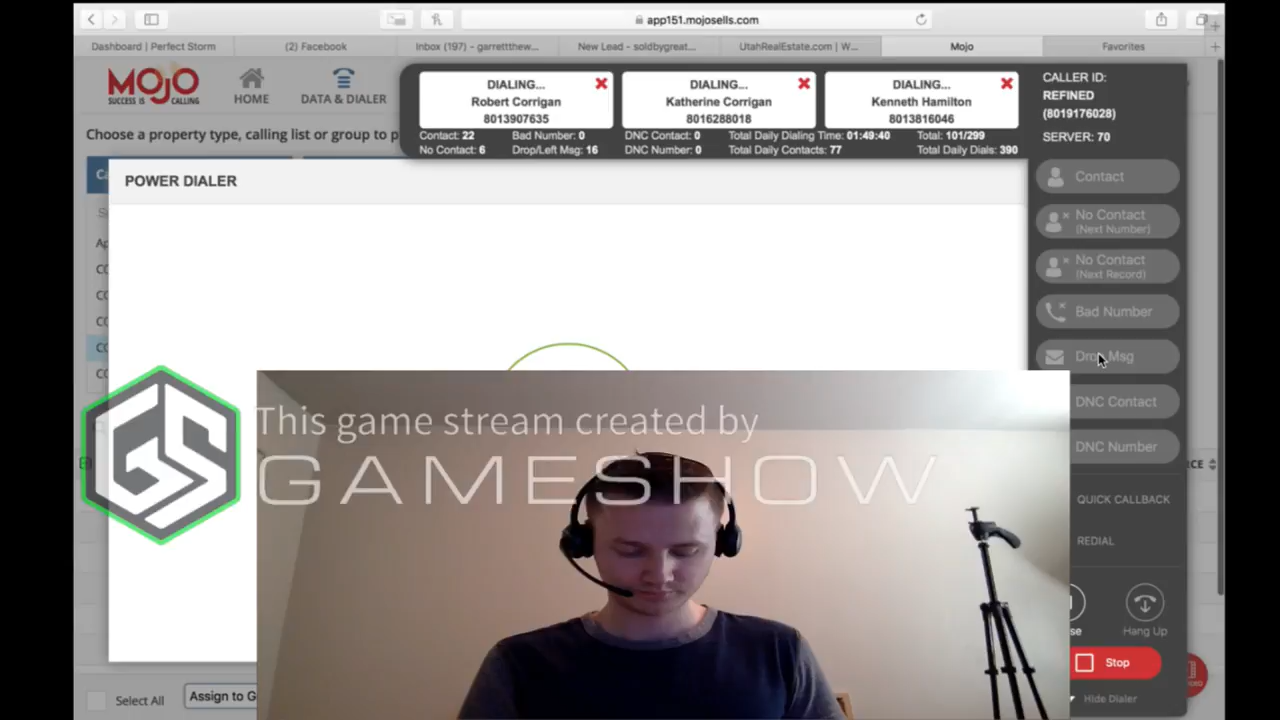 app151.mojosells.com
Dashboard | Perfect Storm
(2) Facebook
Inbox (197) - garrettthew...
New Lead - soldbygreat...
UtahRealEstate.com | W...
Mojo
Favorites
MOJO
SUCCESS IS CALLING
HOME
DATA & DIALER
DIALING...
Robert Corrigan
8013907635
DIALING...
Katherine Corrigan
8016288018
DIALING...
Kenneth Hamilton
8013816046
Contact: 22
Bad Number: 0
DNC Contact: 0
Total Daily Dialing Time: 01:49:40
Total: 101/299
No Contact: 6
Drop/Left Msg: 16
DNC Number: 0
Total Daily Contacts: 77
Total Daily Dials: 390
CALLER ID:
REFINED
(8019176028)
SERVER: 70
Choose a property type, calling list or group to p
POWER DIALER
Contact
No Contact
(Next Number)
No Contact
(Next Record)
Bad Number
Drop Msg
DNC Contact
DNC Number
QUICK CALLBACK
REDIAL
Hang Up
Stop
Hide Dialer
This game stream created by
GAMESHOW
Select All
Assign to G